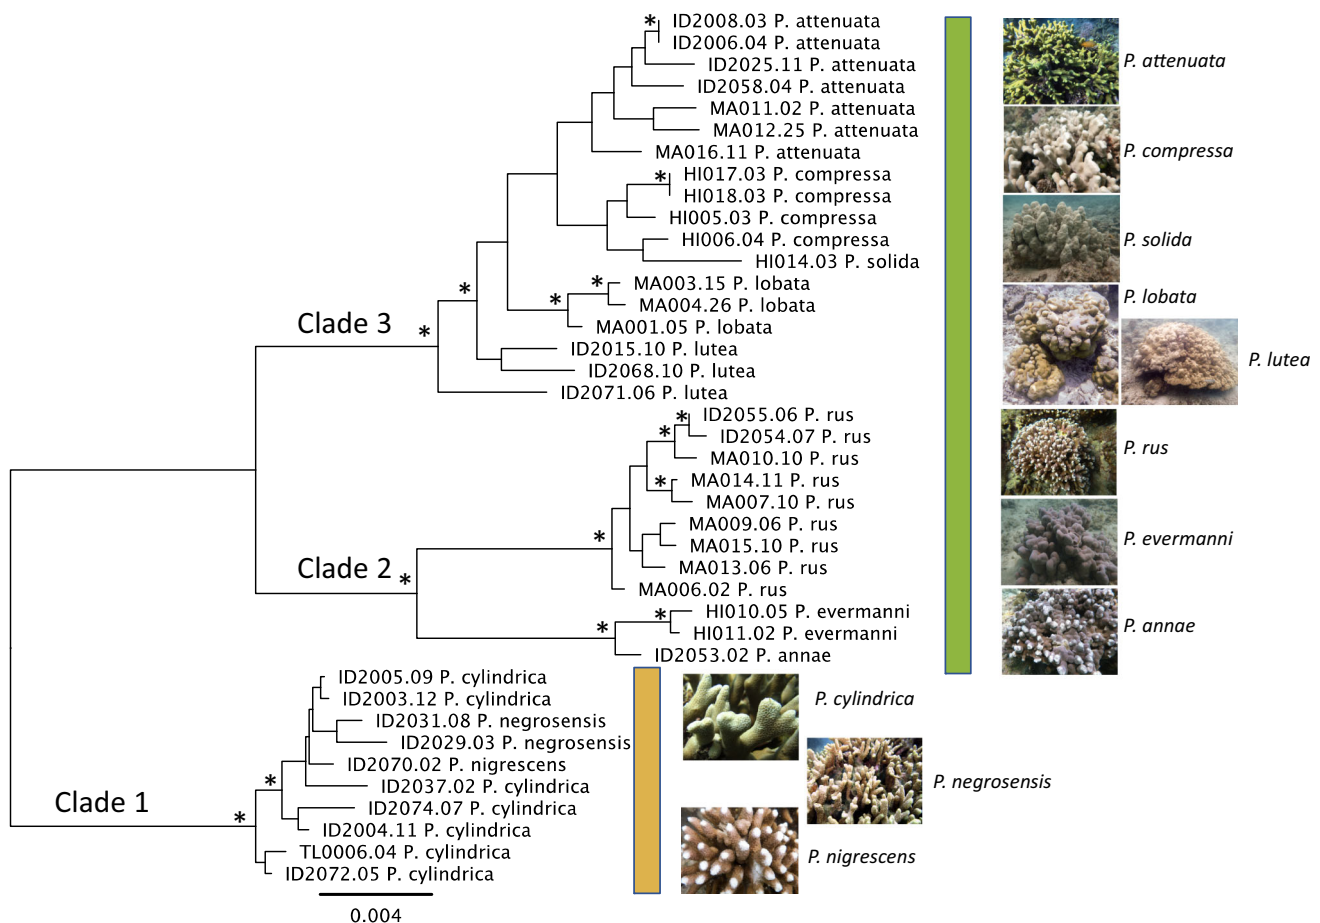 *
ID2008.03 P. attenuata
ID2006.04 P. attenuata
ID2025.11 P. attenuata
ID2058.04 P. attenuata
MA011.02 P. attenuata
MA012.25 P. attenuata
MA016.11 P. attenuata
*
HI017.03 P. compressa
HI018.03 P. compressa
HI005.03 P. compressa
HI006.04 P. compressa
HI014.03 P. solida
*
MA003.15 P. lobata
*
MA004.26 P. lobata
MA001.05 P. lobata
*
Clade 3
*
ID2015.10 P. lutea
ID2068.10 P. lutea
ID2071.06 P. lutea
*
ID2055.06 P. rus
*
ID2054.07 P. rus
MA010.10 P. rus
*
MA014.11 P. rus
MA007.10 P. rus
MA009.06 P. rus
*
MA015.10 P. rus
MA013.06 P. rus
Clade 2
*
MA006.02 P. rus
*
HI010.05 P. evermanni
*
HI011.02 P. evermanni
ID2053.02 P. annae
ID2005.09 P. cylindrica
ID2003.12 P. cylindrica
ID2031.08 P. negrosensis
ID2029.03 P. negrosensis
ID2070.02 P. nigrescens
*
ID2037.02 P. cylindrica
Clade 1
*
ID2074.07 P. cylindrica
ID2004.11 P. cylindrica
TL0006.04 P. cylindrica
ID2072.05 P. cylindrica
0.004
P. attenuata
P. compressa
P. solida
P. lobata
P. lutea
P. rus
P. evermanni
P. annae
P. cylindrica
P. negrosensis
P. nigrescens